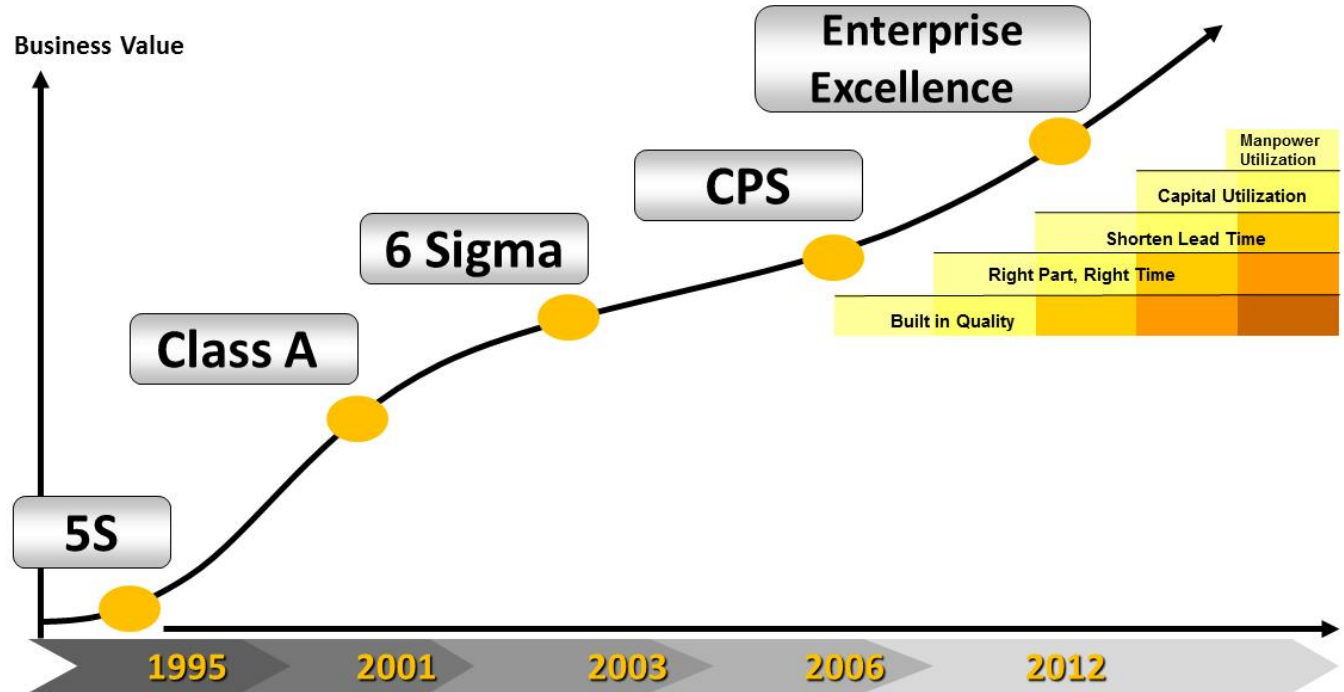 Business Value
Enterprise
Excellence
CPS
6 Sigma
Class A
5S
Manpower
Utilization
Capital Utilization
Shorten Lead Time
Right Part, Right Time
Built in Quality
1995
2001
2003
2006
2012